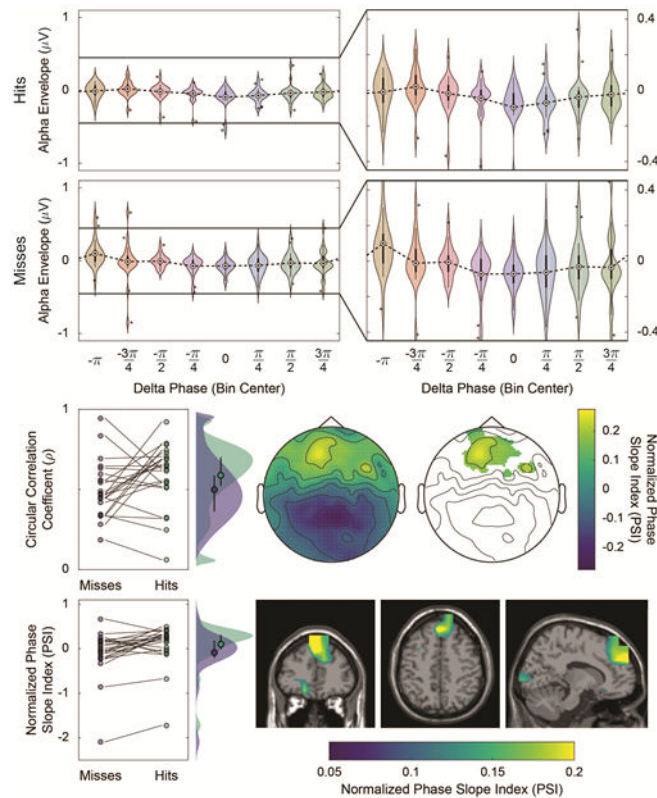 Hits
Alpha Envelope (μV)
1
0
-1
0.4
0
-0.4
Misses
Alpha Envelope (μV)
1
0
-1
0.4
0
-0.4
-π -3π/4 -π/2 -π/4 0 π/4 π/2 3π/4
-π -3π/4 -π/2 -π/4 0 π/4 π/2 3π/4
Delta Phase (Bin Center)
Delta Phase (Bin Center)
Circular Correlation
Coefficient (ρ)
1
0
Misses Hits
0.2
0.1
0
-0.1
-0.2
Normalized Phase
Slope Index (PSI)
Normalized Phase
Slope Index (PSI)
1
0
-1
-2
Misses Hits
0.05 0.1 0.15 0.2
Normalized Phase Slope Index (PSI)